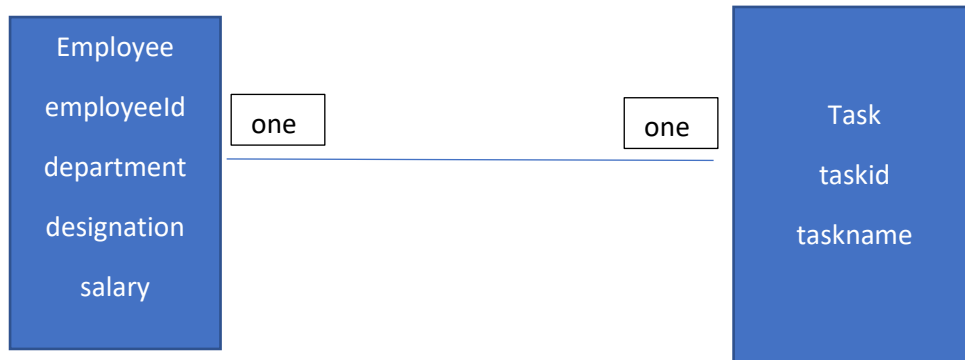 Employee
employeeId
department
designation
salary
one
one
Task
taskid
taskname